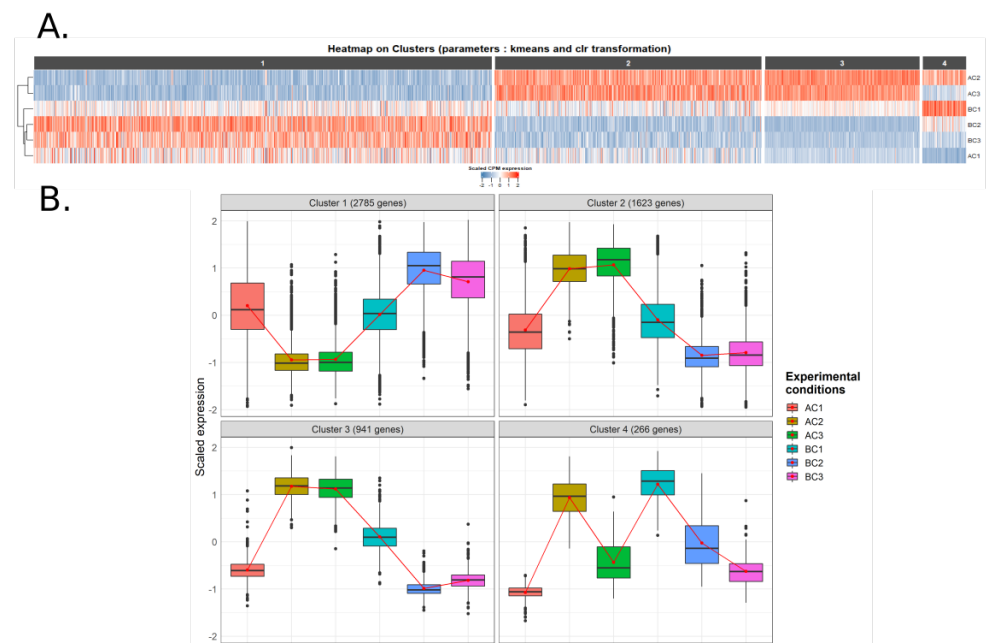 A.
Heatmap on Clusters (parameters : kmeans and clr transformation)
1 2 3 4
AC2
AC3
BC1
BC2
BC3
AC1
Scaled CPM expression
-2 -1 0 1 2
B.
Cluster 1 (2785 genes) Cluster 2 (1623 genes)
2
1
0
-1
-2
Cluster 3 (941 genes) Cluster 4 (266 genes)
2
1
0
-1
-2
Scaled expression
Experimental
conditions
AC1
AC2
AC3
BC1
BC2
BC3